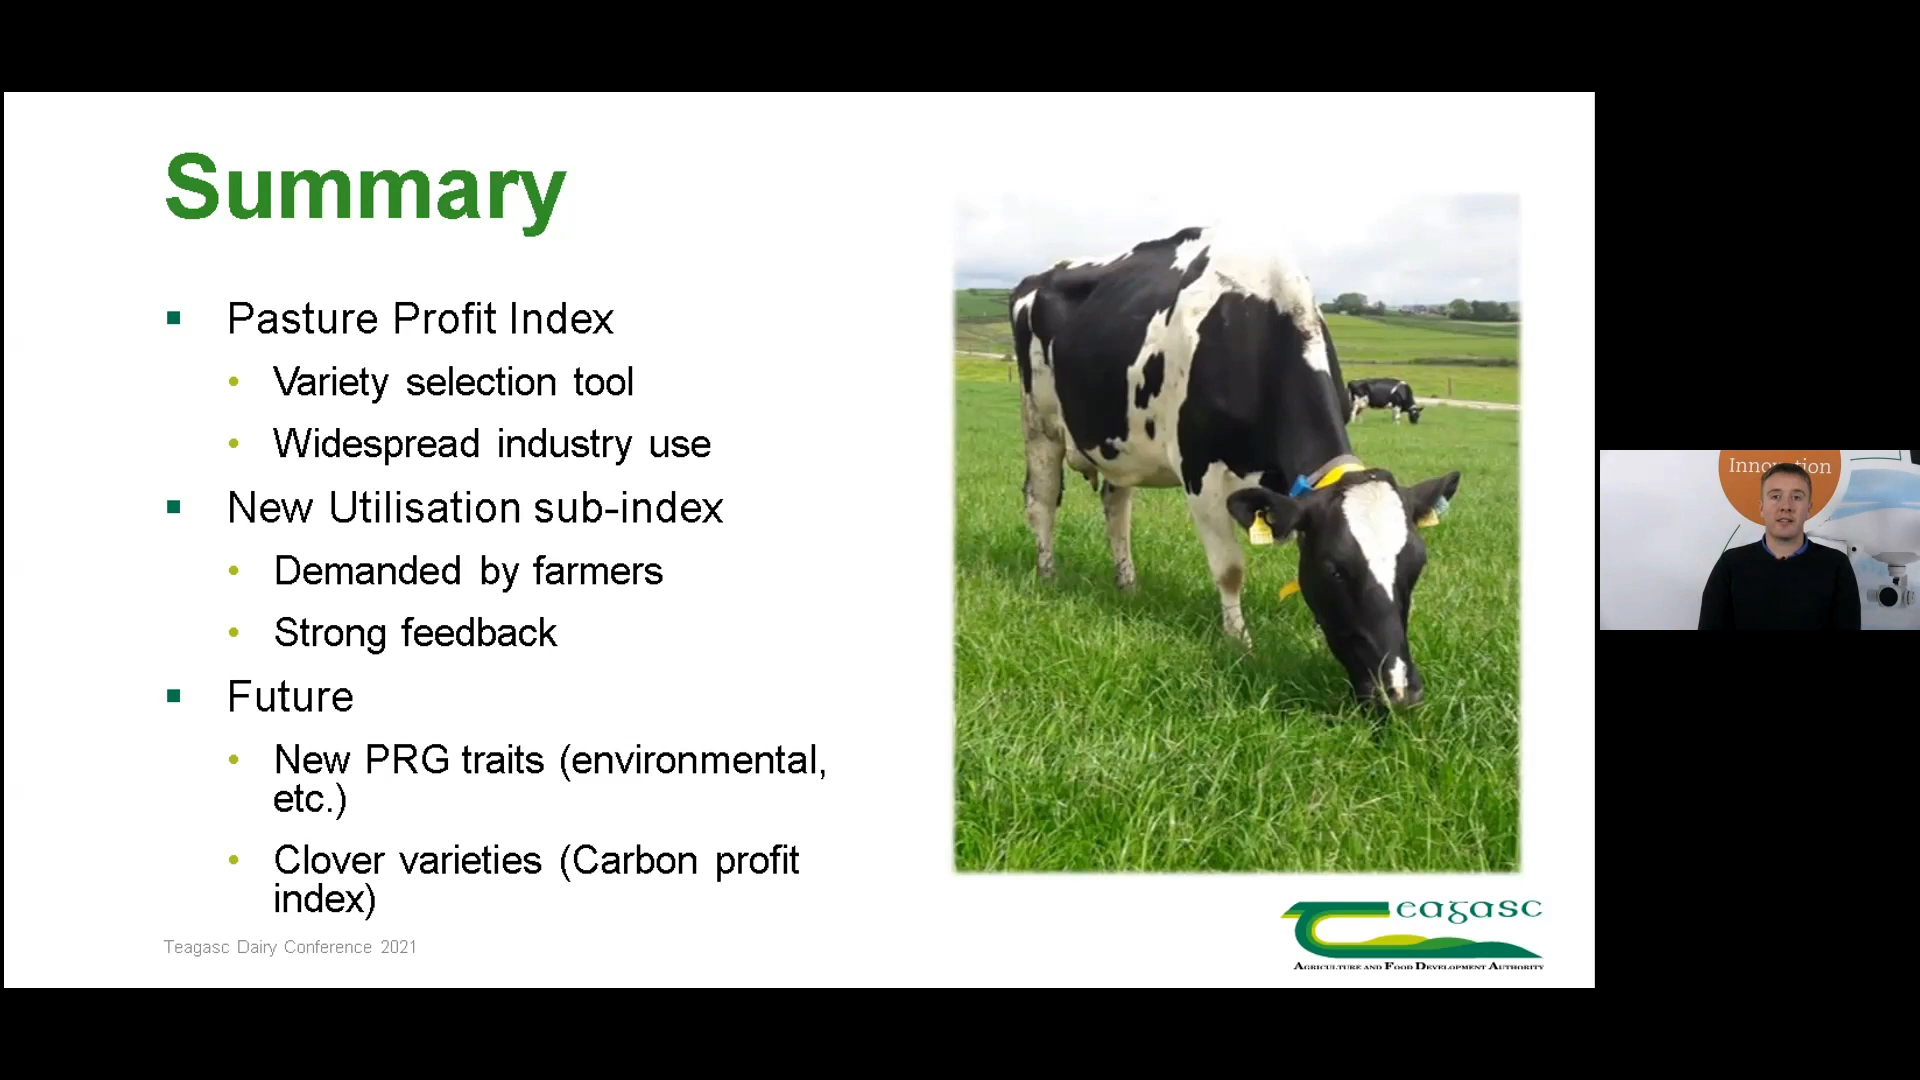 Summary
Pasture Profit Index
Variety selection tool
Widespread industry use
New Utilisation sub-index
Demanded by farmers
Strong feedback
Future
New PRG traits (environmental,
etc.)
Clover varieties (Carbon profit
index)
Teagasc Dairy Conference 2021
eagasc
AGRICULTURE AND FOOD DEVELOPMENT AUTHORITY